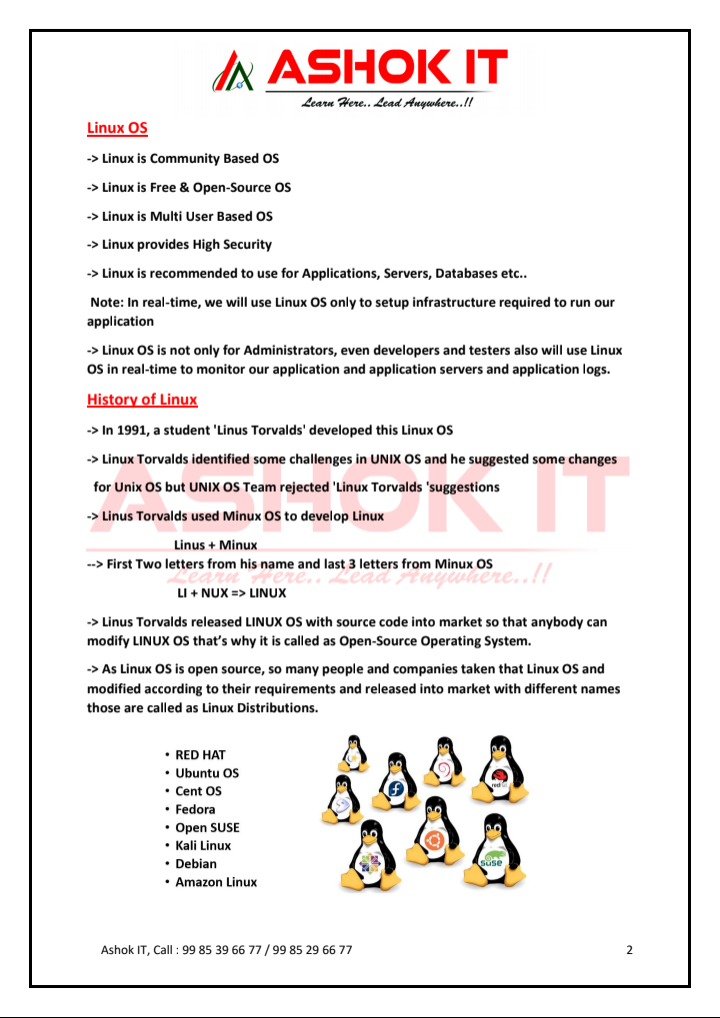 ASHOK IT
Learn Here.. Lead Anywhere..!!
Linux OS
-> Linux is Community Based OS
-> Linux is Free & Open-Source OS
-> Linux is Multi User Based OS
-> Linux provides High Security
-> Linux is recommended to use for Applications, Servers, Databases etc..
Note: In real-time, we will use Linux OS only to setup infrastructure required to run our
application
-> Linux OS is not only for Administrators, even developers and testers also will use Linux
OS in real-time to monitor our application and application servers and application logs.
History of Linux
-> In 1991, a student 'Linus Torvalds' developed this Linux OS
-> Linux Torvalds identified some challenges in UNIX OS and he suggested some changes
for Unix OS but UNIX OS Team rejected 'Linux Torvalds 'suggestions
-> Linus Torvalds used Minux OS to develop Linux
Linus + Minux
--> First Two letters from his name and last 3 letters from Minux OS
LI + NUX => LINUX
-> Linus Torvalds released LINUX OS with source code into market so that anybody can
modify LINUX OS that’s why it is called as Open-Source Operating System.
-> As Linux OS is open source, so many people and companies taken that Linux OS and
modified according to their requirements and released into market with different names
those are called as Linux Distributions.
ASHOK IT
Learn Here.. Lead Anywhere..!!
• RED HAT
• Ubuntu OS
• Cent OS
• Fedora
• Open SUSE
• Kali Linux
• Debian
• Amazon Linux
suse
Ashok IT, Call : 99 85 39 66 77 / 99 85 29 66 77
2